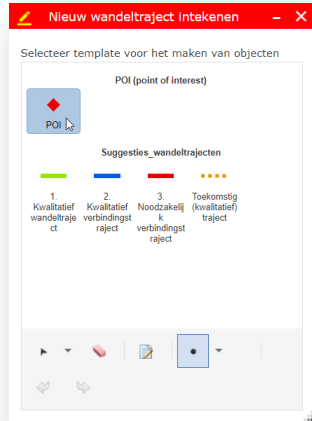 Nieuw wandeltraject intekenen
Selecteer template voor het maken van objecten
POI (point of interest)
POI
Suggesties_wandeltrajecten
1.
Kwalitatief
wandeltraje
ct
2.
Kwalitatief
verbindingst
raject
3.
Noodzakelij
k
verbindingst
raject
Toekomstig
(kwalitatief)
traject